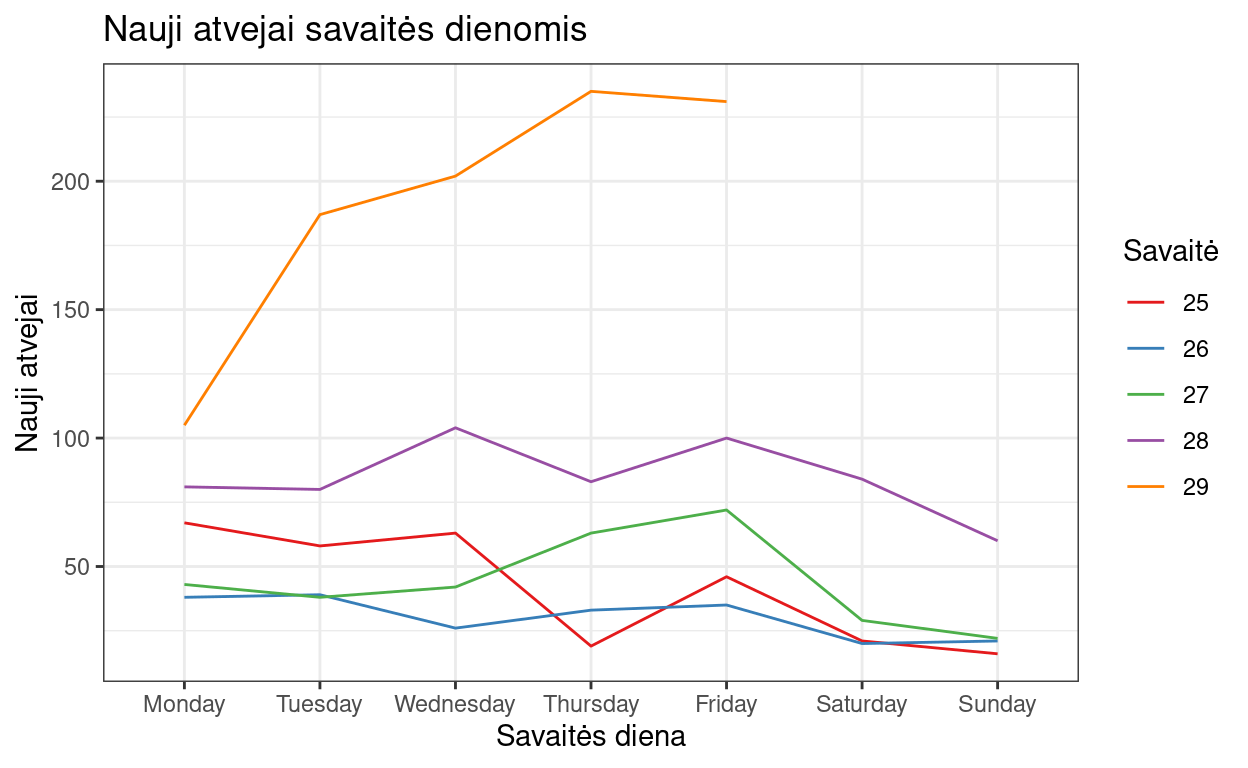 Nauji atvejai savaitės dienomis
Nauji atvejai
200
150
100
50
Monday Tuesday Wednesday Thursday Friday Saturday Sunday
Savaitės diena
Savaitė
25
26
27
28
29